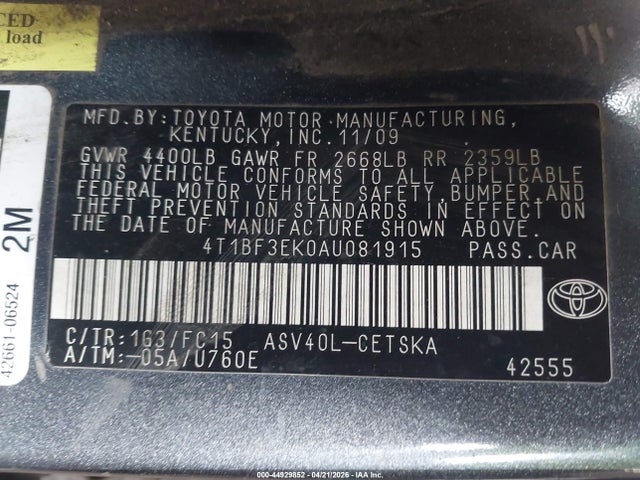 CED
load
2M
42661-06524
MFD.BY:TOYOTA MOTOR MANUFACTURING,
KENTUCKY,INC.11/09
GVWR 4400LB GAWR FR 2668LB RR 2359LB
THIS VEHICLE CONFORMS TO ALL APPLICABLE
FEDERAL MOTOR VEHICLE SAFETY,BUMPER,AND
THEFT PREVENTION STANDARDS IN EFFECT ON
THE DATE OF MANUFACTURE SHOWN ABOVE.
4T1BF3EK0AU081915 PASS.CAR
C/TR:1G3/FC15 ASV40L-CETSKA
A/TM:-05A/U760E
42555
000-44929852 - 04/21/2026 - IAA Inc.